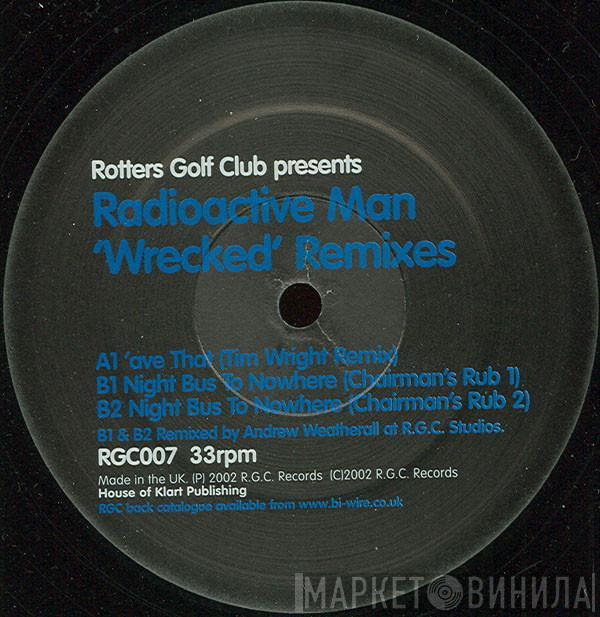 Rotters Golf Club presents
Radioactive Man
'Wrecked' Remixes
A1 'ave That (Tim Wright Remix)
B1 Night Bus To Nowhere (Chairman's Rub 1)
B2 Night Bus To Nowhere (Chairman's Rub 2)
B1 & B2 Remixed by Andrew Weatherall at R.G.C. Studios.
RGC007 33rpm
Made in the UK. (P) 2002 R.G.C. Records (C)2002 R.G.C. Records
House of Klart Publishing
RGC back catalogue available from www.bi-wire.co.uk
МАРКЕТ ВИНИЛА